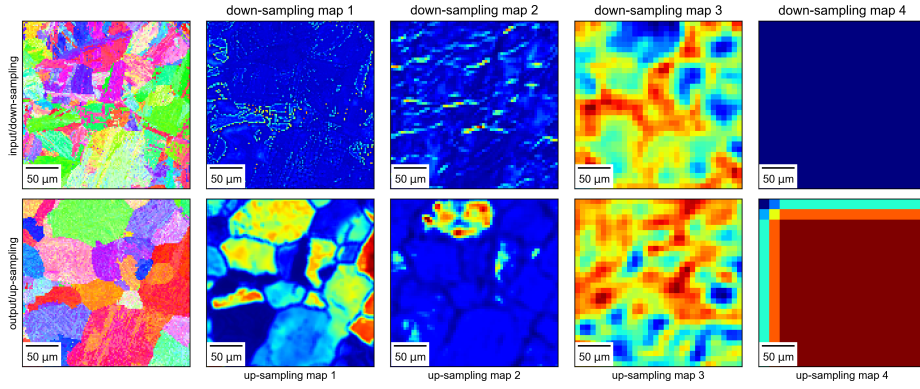 down-sampling map 1
down-sampling map 2
down-sampling map 3
down-sampling map 4
input/down-sampling
50 µm
50 µm
50 µm
50 µm
50 µm
output/up-sampling
50 µm
50 µm
50 µm
50 µm
50 µm
up-sampling map 1
up-sampling map 2
up-sampling map 3
up-sampling map 4